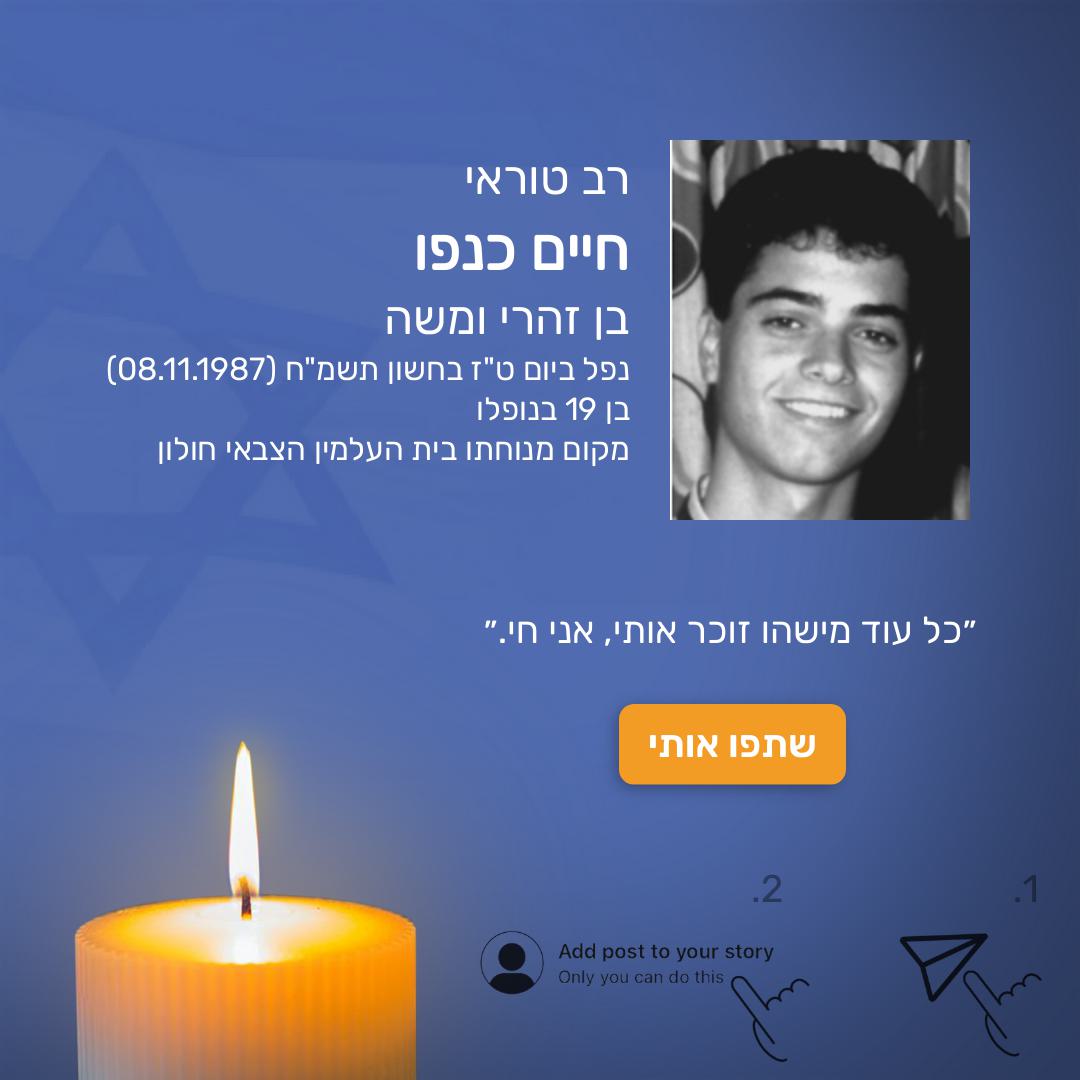 רב טוראי
חיים כנפו
בן זהרי ומשה
נפל ביום ט"ז בחשון תשמ"ח (08.11.1987)
בן 19 בנופלו
מקום מנוחתו בית העלמין הצבאי חולון
״כל עוד מישהו זוכר אותי, אני חי.״
שתפו אותי
1.
2.
Add post to your story
Only you can do this